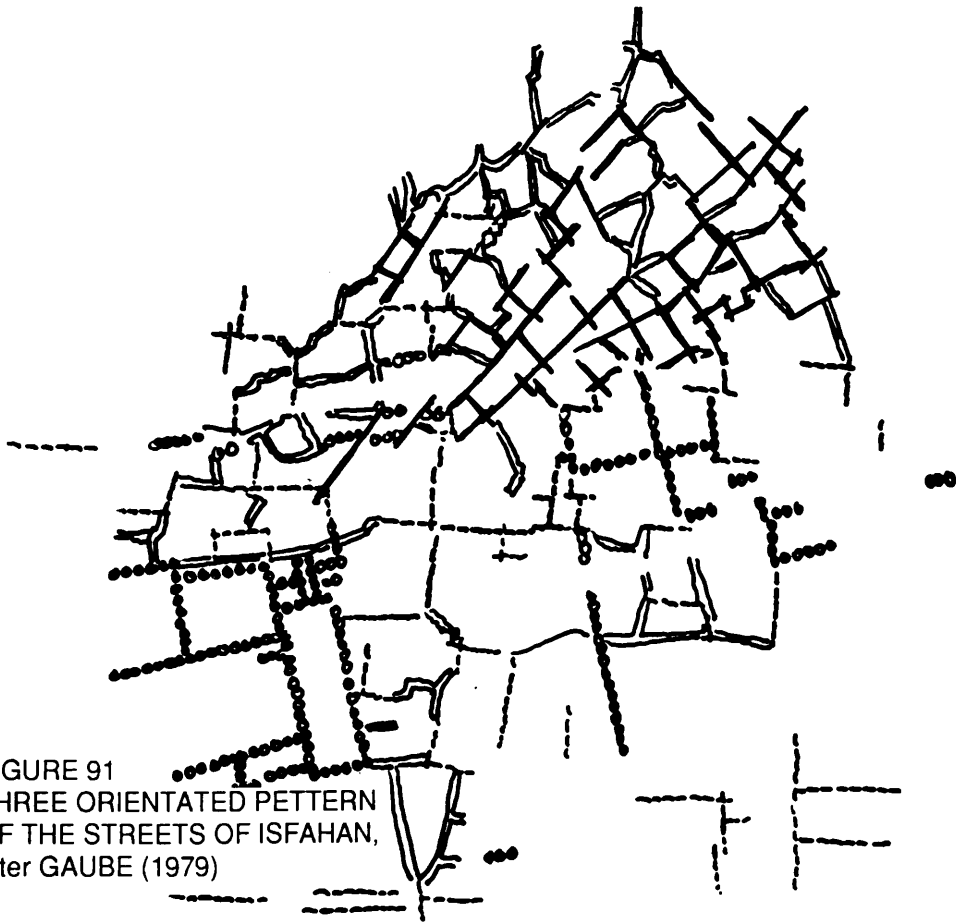 GURE 91
HREE ORIENTATED PETTERN
F THE STREETS OF ISFAHAN,
ter GAUBE (1979)